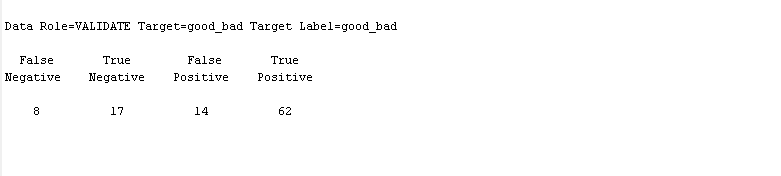 Data Role=VALIDATE Target=good_bad Target Label=good_bad
False True False True
Negative Negative Positive Positive
8 17 14 62